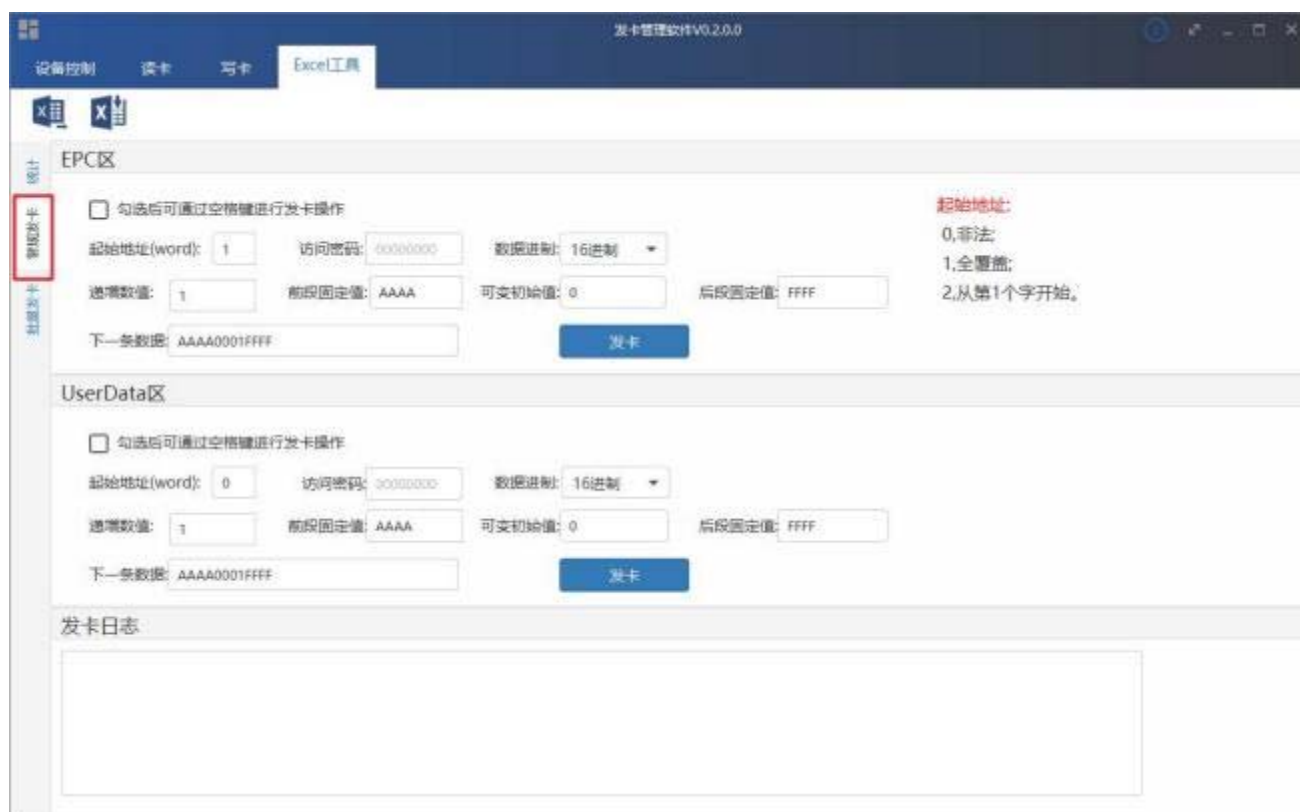 发卡管理软件V0.2.0.0
设备控制 读卡 写卡 Excel工具
统计
批量发卡
EPC区
勾选后可通过空格键进行发卡操作
起始地址(word): 1 访问密码: 00000000 数据进制: 16进制
递增数值: 1 前段固定值: AAAA 可变初始值: 0 后段固定值: FFFF
下一条数据: AAAA0001FFFF 发卡
起始地址:
0,非法;
1,全覆盖;
2,从第1个字开始。
UserData区
勾选后可通过空格键进行发卡操作
起始地址(word): 0 访问密码: 00000000 数据进制: 16进制
递增数值: 1 前段固定值: AAAA 可变初始值: 0 后段固定值: FFFF
下一条数据: AAAA0001FFFF 发卡
发卡日志